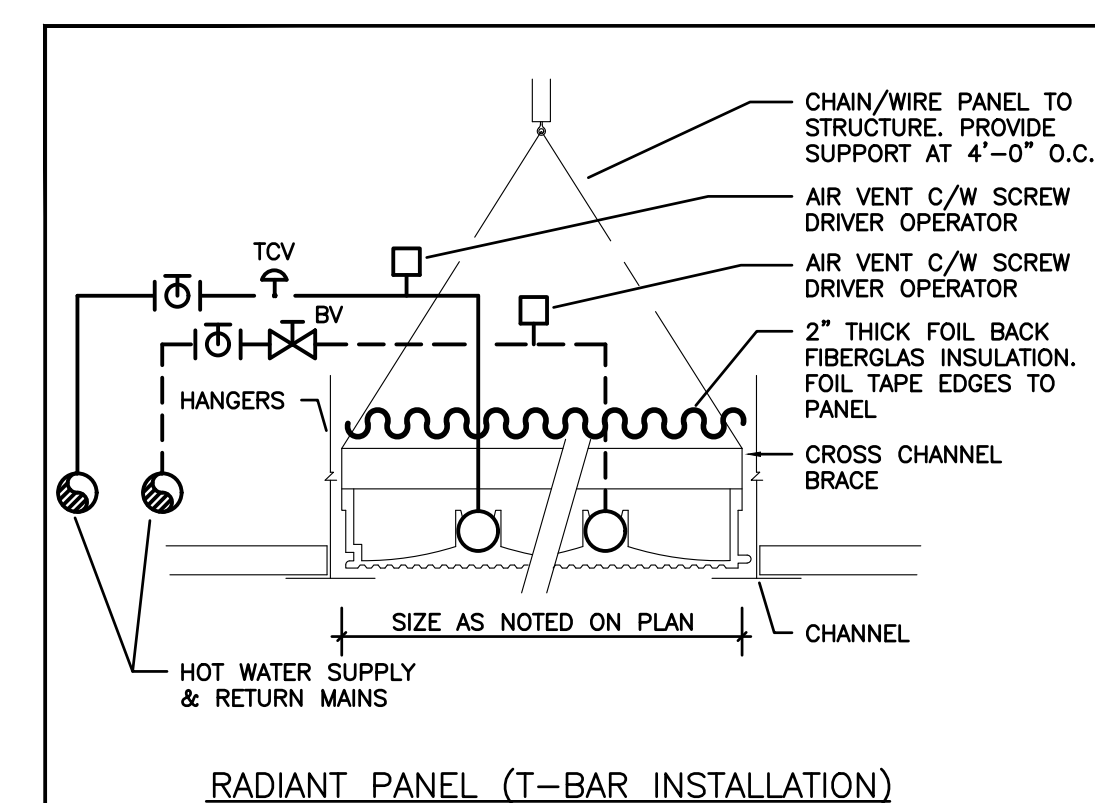 CHAIN/WIRE PANEL TO
STRUCTURE. PROVIDE
SUPPORT AT 4'-0" O.C.
AIR VENT C/W SCREW
DRIVER OPERATOR
TCV
AIR VENT C/W SCREW
DRIVER OPERATOR
BV
2" THICK FOIL BACK
FIBERGLAS INSULATION.
FOIL TAPE EDGES TO
PANEL
HANGERS
CROSS CHANNEL
BRACE
SIZE AS NOTED ON PLAN
CHANNEL
HOT WATER SUPPLY
& RETURN MAINS
RADIANT PANEL (T-BAR INSTALLATION)